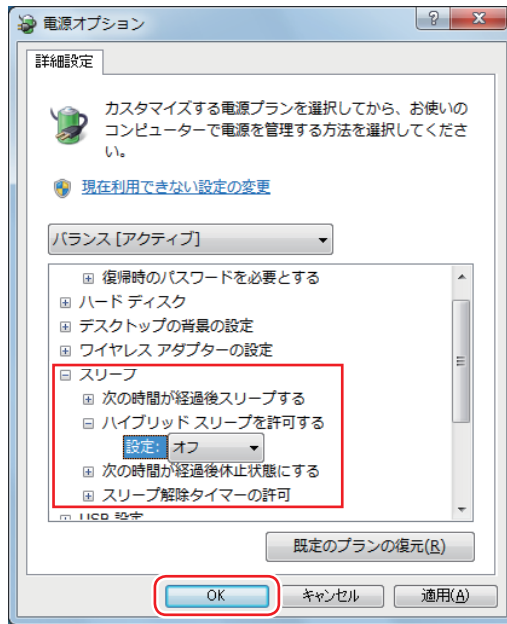 電源オプション
詳細設定
カスタマイズする電源プランを選択してから、お使いの
コンピューターで電源を管理する方法を選択してくださ
い。
現在利用できない設定の変更
バランス [アクティブ]
復帰時のパスワードを必要とする
ハード ディスク
デスクトップの背景の設定
ワイヤレス アダプターの設定
スリープ
次の時間が経過後スリープする
ハイブリッド スリープを許可する
設定: オフ
次の時間が経過後休止状態にする
スリープ解除タイマーの許可
USB 設定
既定のプランの復元(R)
OK キャンセル 適用(A)